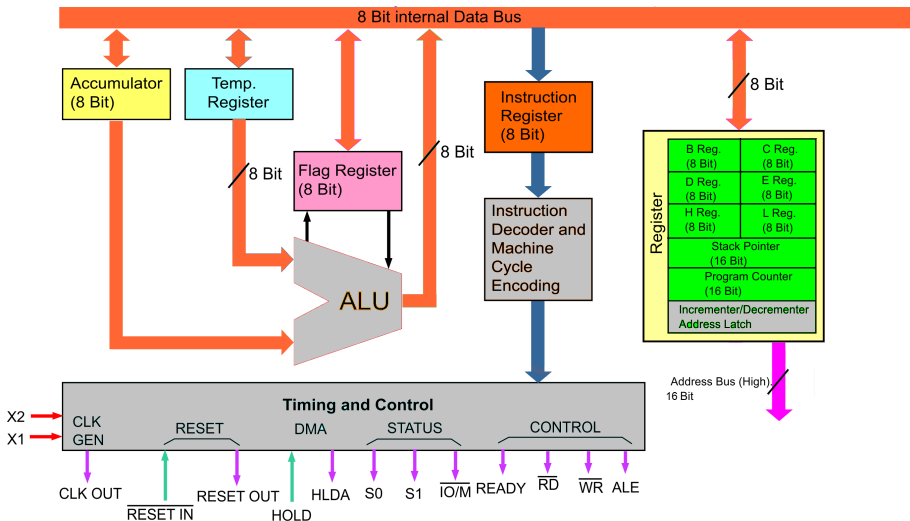 8 Bit internal Data Bus
Accumulator
(8 Bit)
Temp.
Register
Instruction
Register
(8 Bit)
8 Bit
8 Bit
8 Bit
Flag Register
(8 Bit)
Register
B Reg.
(8 Bit)
C Reg.
(8 Bit)
D Reg.
(8 Bit)
E Reg.
(8 Bit)
H Reg.
(8 Bit)
L Reg.
(8 Bit)
Stack Pointer
(16 Bit)
Program Counter
(16 Bit)
Incrementer/Decrementer
Address Latch
Instruction
Decoder and
Machine
Cycle
Encoding
ALU
Address Bus (High).
16 Bit
Timing and Control
X2
X1
CLK
GEN
RESET
DMA
STATUS
CONTROL
CLK OUT
RESET IN
RESET OUT
HOLD
HLDA
S0
S1
IO/M
READY
RD
WR
ALE